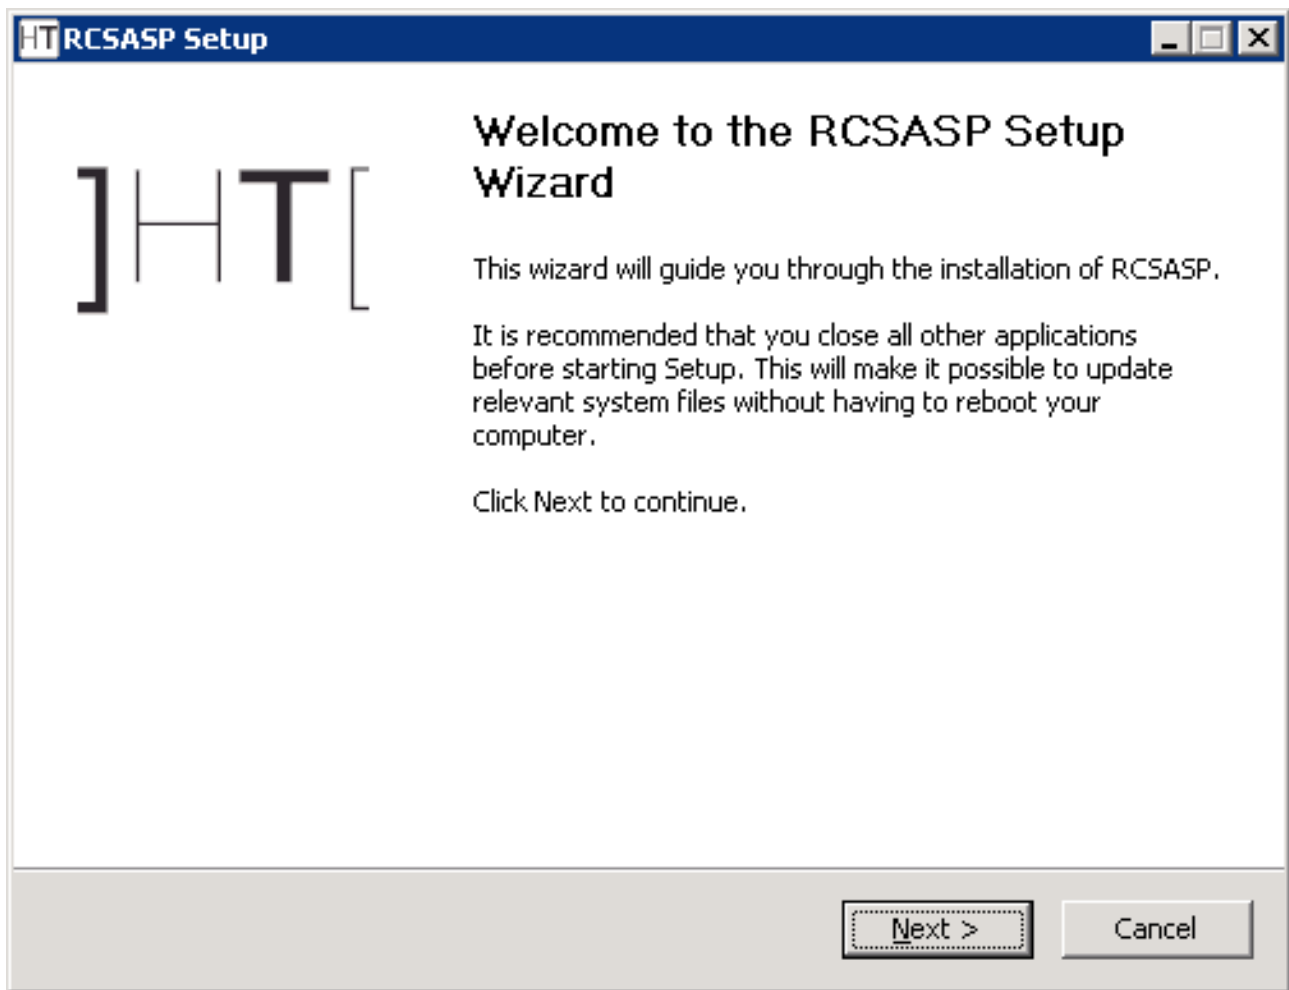 HT RCSASP Setup
]HT[
Welcome to the RCSASP Setup
Wizard
This wizard will guide you through the installation of RCSASP.
It is recommended that you close all other applications
before starting Setup. This will make it possible to update
relevant system files without having to reboot your
computer.
Click Next to continue.
Next >
Cancel